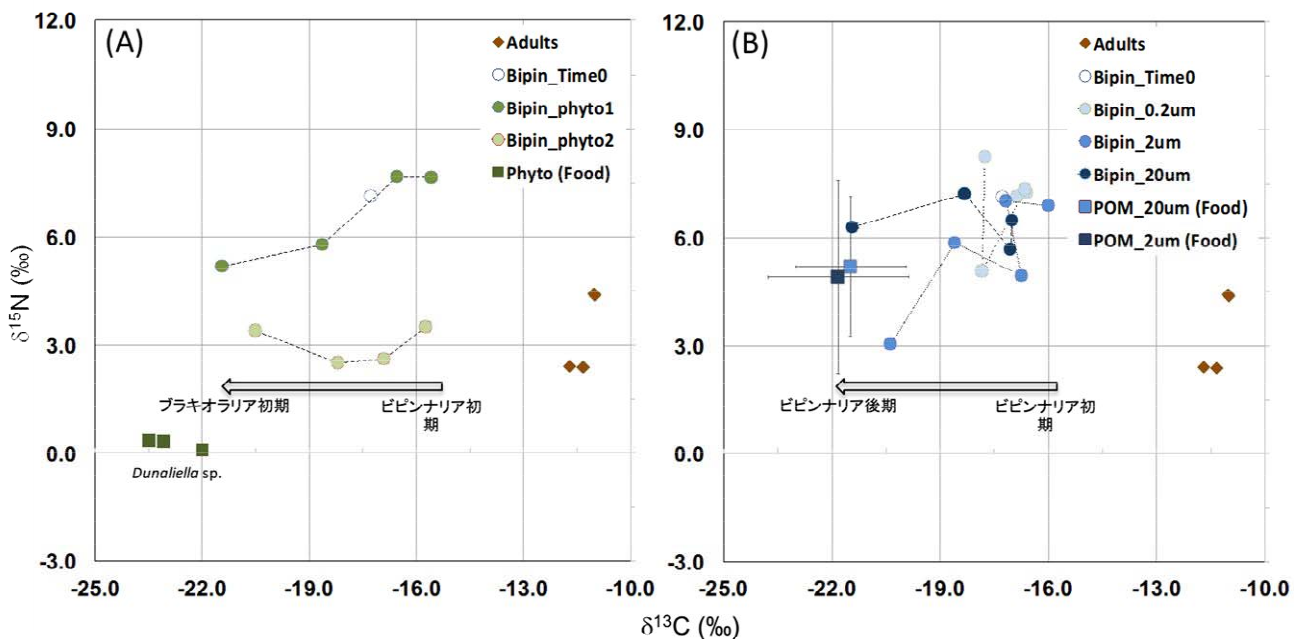 (A)
12.0
9.0
6.0
3.0
0.0
-3.0
δ15N (‰)
Adults
Bipin_Time0
Bipin_phyto1
Bipin_phyto2
Phyto (Food)
ブラキオラリア初期
ビピンナリア初
期
Dunaliella sp.
-25.0 -22.0 -19.0 -16.0 -13.0 -10.0
(B)
12.0
9.0
6.0
3.0
0.0
-3.0
Adults
Bipin_Time0
Bipin_0.2um
Bipin_2um
Bipin_20um
POM_20um (Food)
POM_2um (Food)
ビピンナリア後期
ビピンナリア初
期
-25.0 -22.0 -19.0 -16.0 -13.0 -10.0
δ13C (‰)